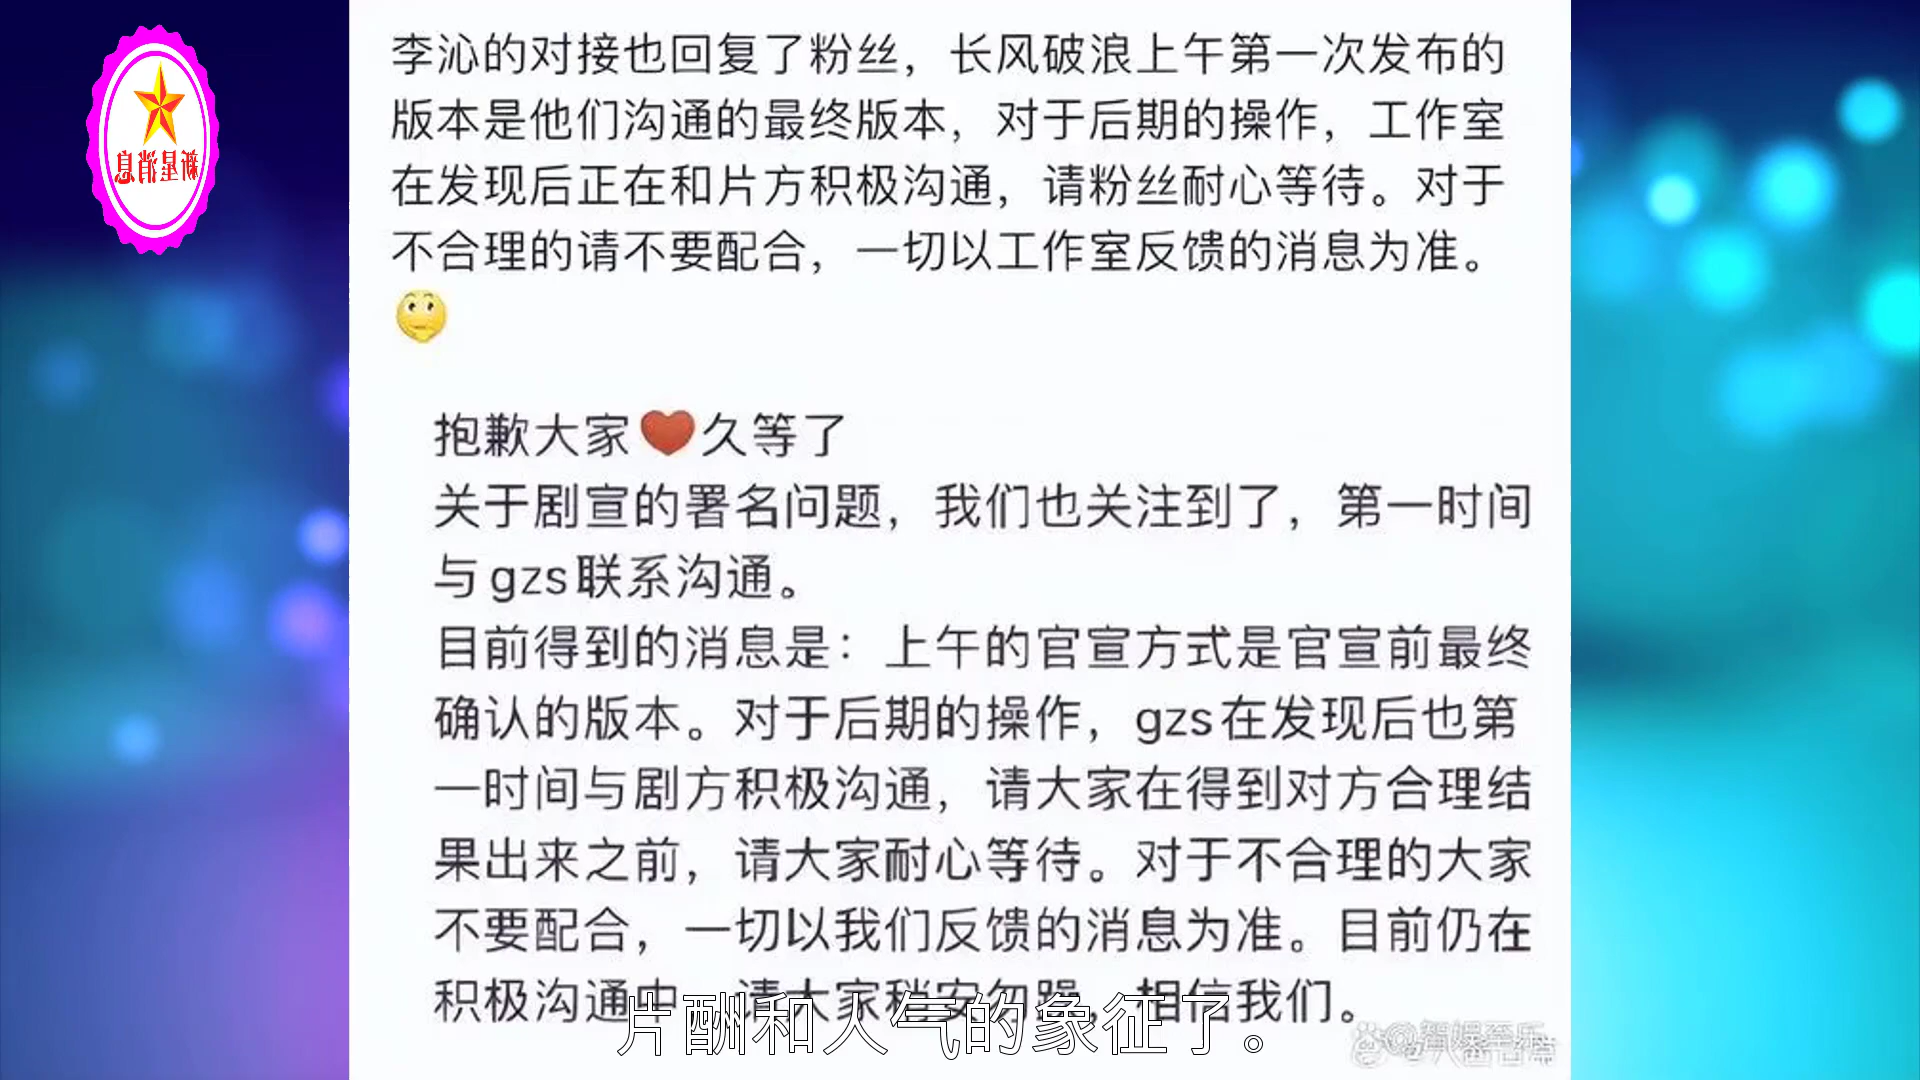 新星消息
李沁的对接也回复了粉丝，长风破浪上午第一次发布的
版本是他们沟通的最终版本，对于后期的操作，工作室
在发现后正在和片方积极沟通，请粉丝耐心等待。对于
不合理的请不要配合，一切以工作室反馈的消息为准。
抱歉大家❤️久等了
关于剧宣的署名问题，我们也关注到了，第一时间
与gzs联系沟通。
目前得到的消息是：上午的官宣方式是官宣前最终
确认的版本。对于后期的操作，gzs在发现后也第
一时间与剧方积极沟通，请大家在得到对方合理结
果出来之前，请大家耐心等待。对于不合理的大家
不要配合，一切以我们反馈的消息为准。目前仍在
积极沟通中，请大家稍安勿躁，相信我们。
片酬和人气的象征了。